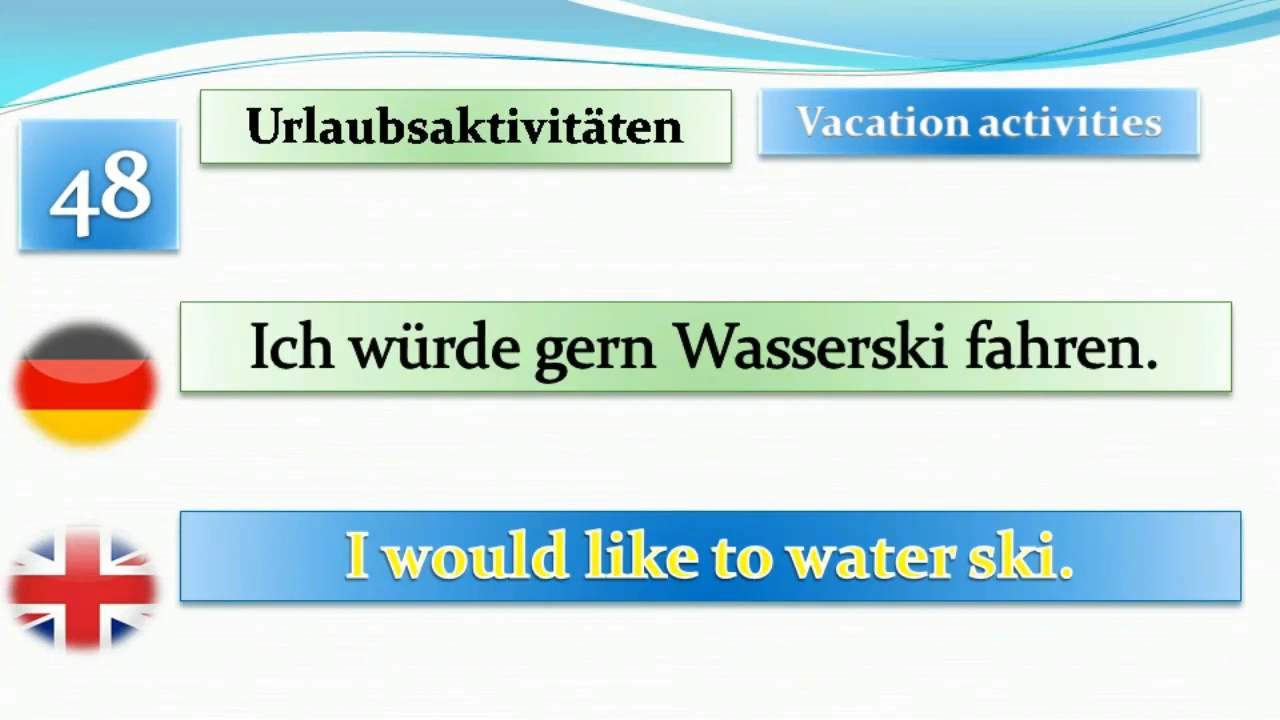 Urlaubsaktivitäten
Vacation activities
48
Ich würde gern Wasserski fahren.
I would like to water ski.